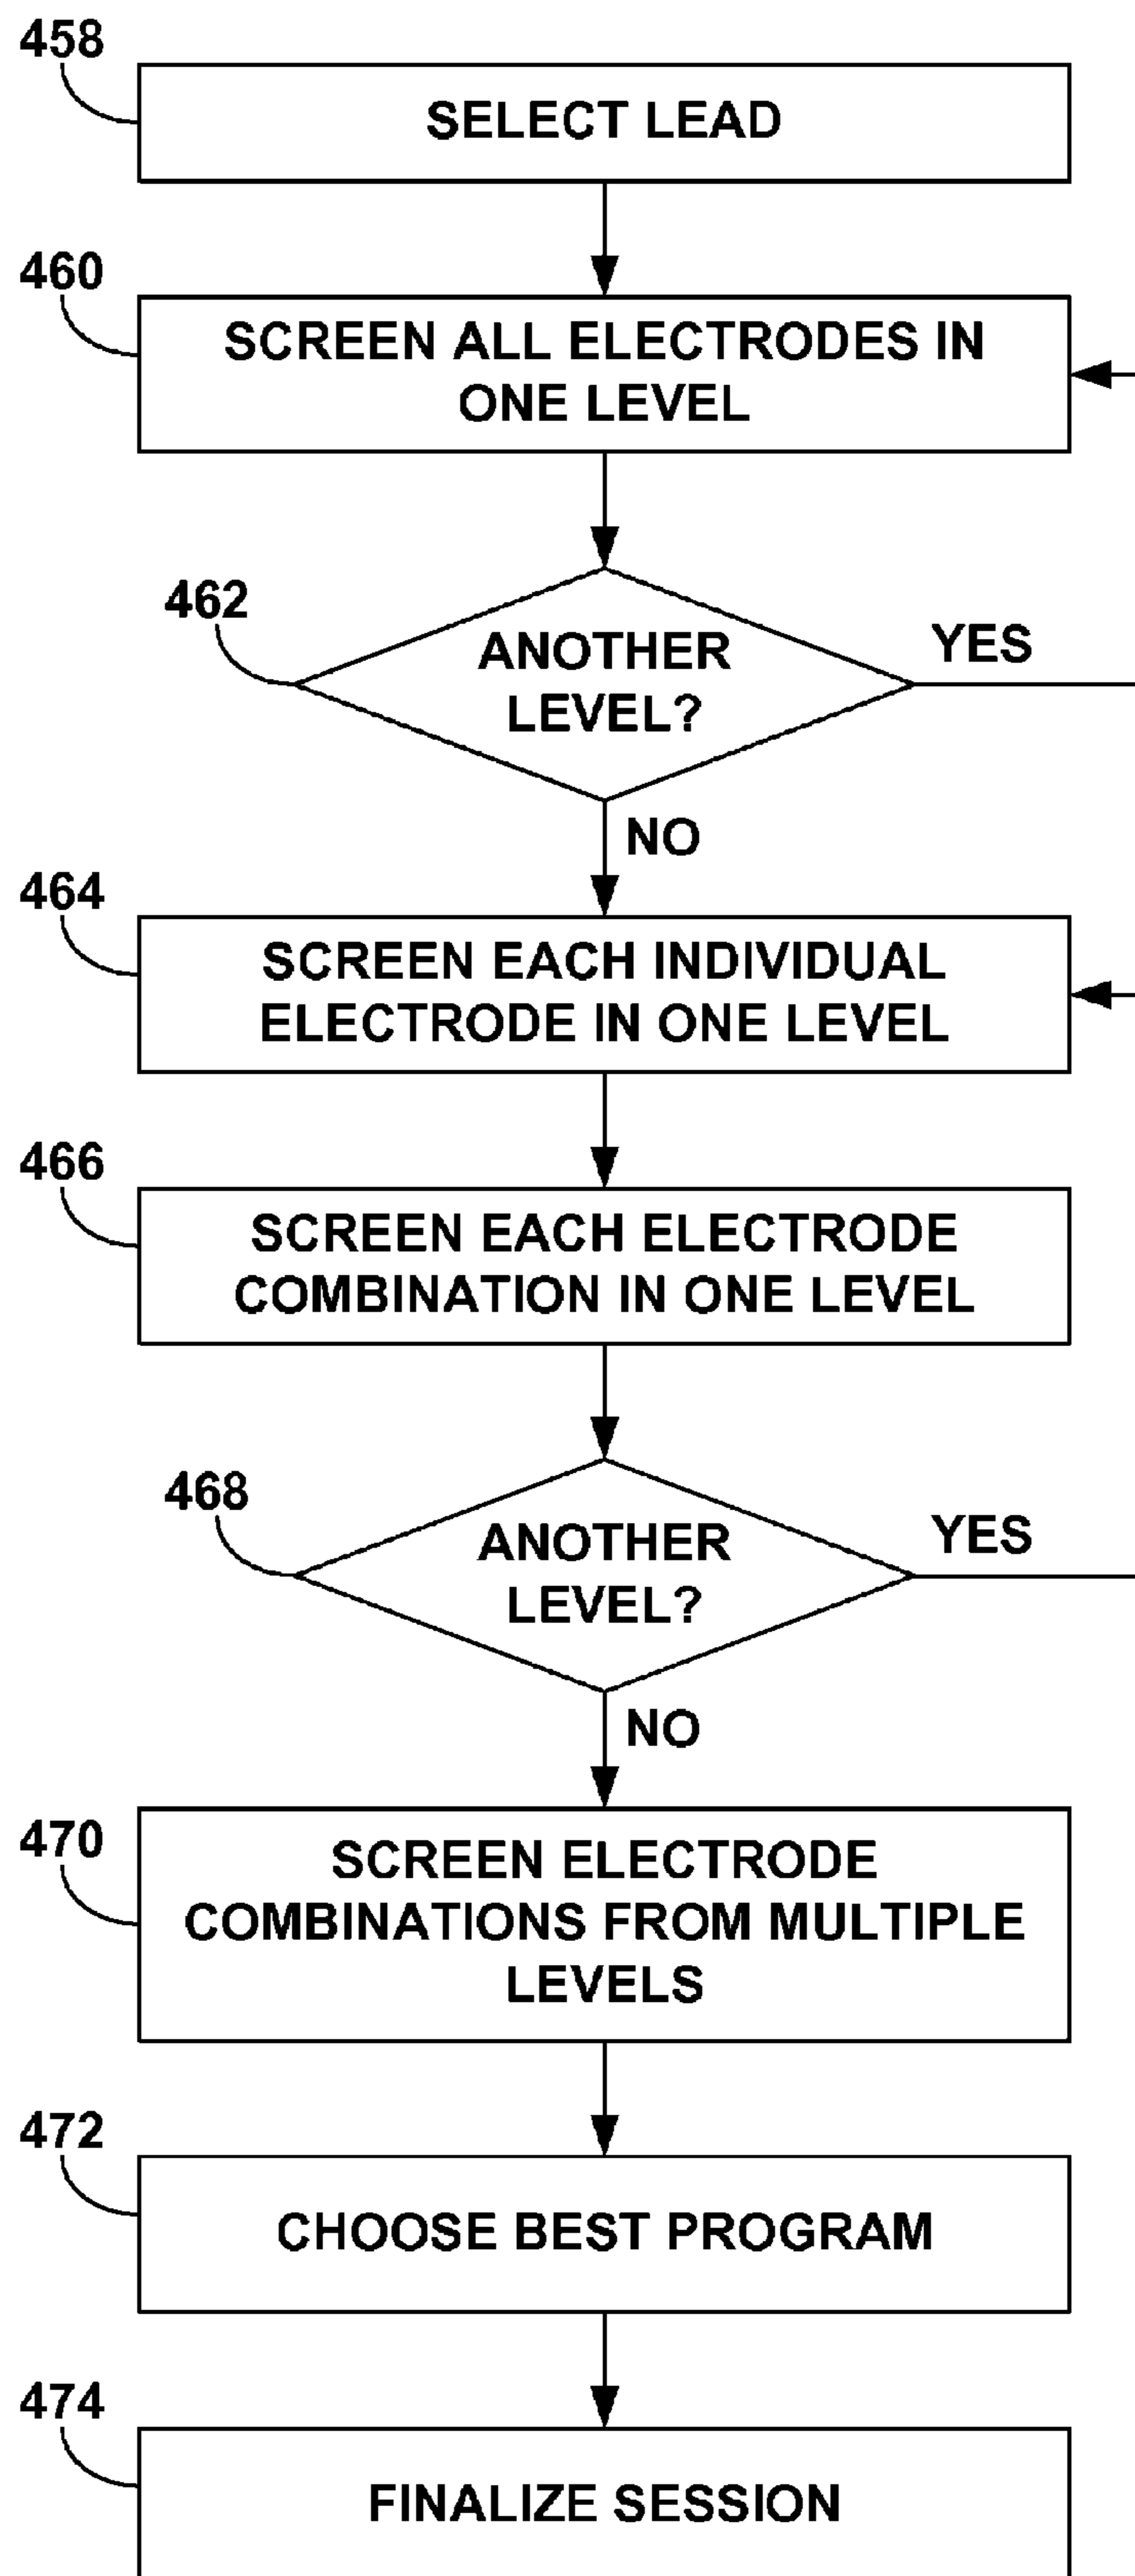 458
SELECT LEAD
460
SCREEN ALL ELECTRODES IN
ONE LEVEL
462
ANOTHER
LEVEL?
YES
NO
464
SCREEN EACH INDIVIDUAL
ELECTRODE IN ONE LEVEL
466
SCREEN EACH ELECTRODE
COMBINATION IN ONE LEVEL
468
ANOTHER
LEVEL?
YES
NO
470
SCREEN ELECTRODE
COMBINATIONS FROM MULTIPLE
LEVELS
472
CHOOSE BEST PROGRAM
474
FINALIZE SESSION